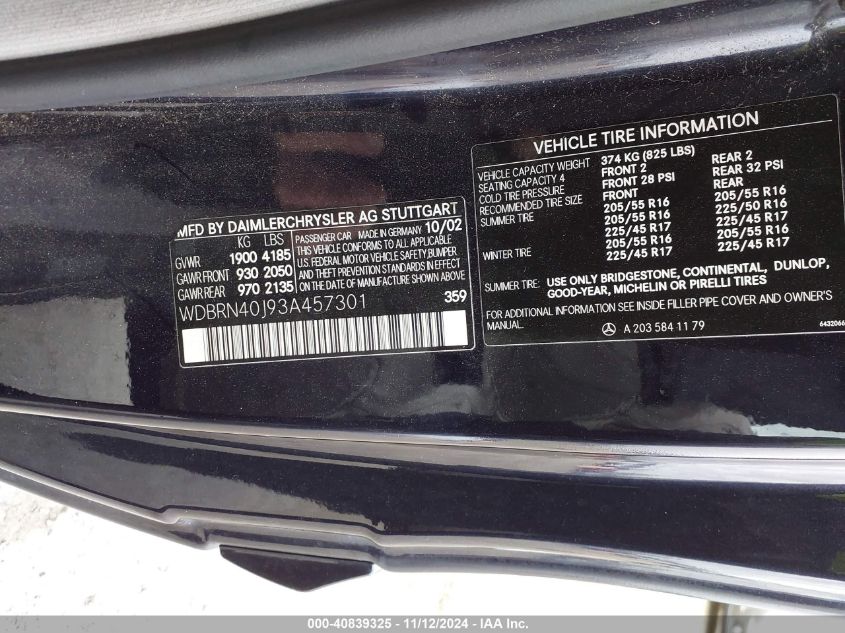 MFD BY DAIMLERCHRYSLER AG STUTTGART
KG LBS
GVWR 1900 4185
GAWR FRONT 930 2050
GAWR REAR 970 2135
PASSENGER CAR MADE IN GERMANY 10/02
THIS VEHICLE CONFORMS TO ALL APPLICABLE
U.S. FEDERAL MOTOR VEHICLE SAFETY, BUMPER,
AND THEFT PREVENTION STANDARDS IN EFFECT
ON THE DATE OF MANUFACTURE SHOWN ABOVE.
WDBRN40J93A457301 359
VEHICLE TIRE INFORMATION
VEHICLE CAPACITY WEIGHT 374 KG (825 LBS)
SEATING CAPACITY 4 FRONT 2 REAR 2
COLD TIRE PRESSURE FRONT 28 PSI REAR 32 PSI
RECOMMENDED TIRE SIZE FRONT REAR
SUMMER TIRE 205/55 R16 205/55 R16
205/55 R16 225/50 R16
225/45 R17 225/45 R17
WINTER TIRE 205/55 R16 205/55 R16
225/45 R17 225/45 R17
SUMMER TIRE: USE ONLY BRIDGESTONE, CONTINENTAL, DUNLOP,
GOOD-YEAR, MICHELIN OR PIRELLI TIRES
FOR ADDITIONAL INFORMATION SEE INSIDE FILLER PIPE COVER AND OWNER'S
MANUAL.
A 203 584 11 79 6432066
000-40839325 - 11/12/2024 - IAA Inc.